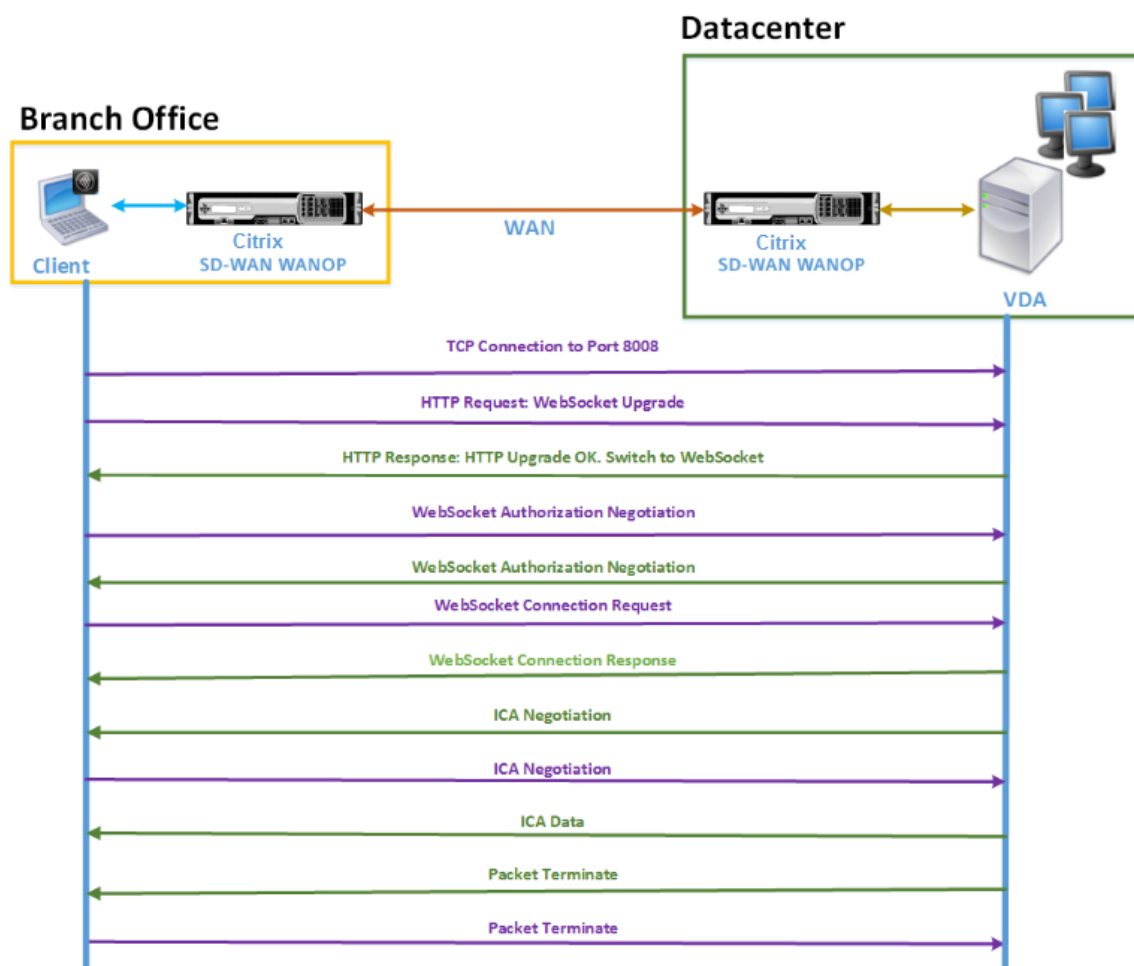 Datacenter
Branch Office
Client
Citrix
SD-WAN WANOP
WAN
Citrix
SD-WAN WANOP
VDA
TCP Connection to Port 8008
HTTP Request: WebSocket Upgrade
HTTP Response: HTTP Upgrade OK. Switch to WebSocket
WebSocket Authorization Negotiation
WebSocket Authorization Negotiation
WebSocket Connection Request
WebSocket Connection Response
ICA Negotiation
ICA Negotiation
ICA Data
Packet Terminate
Packet Terminate